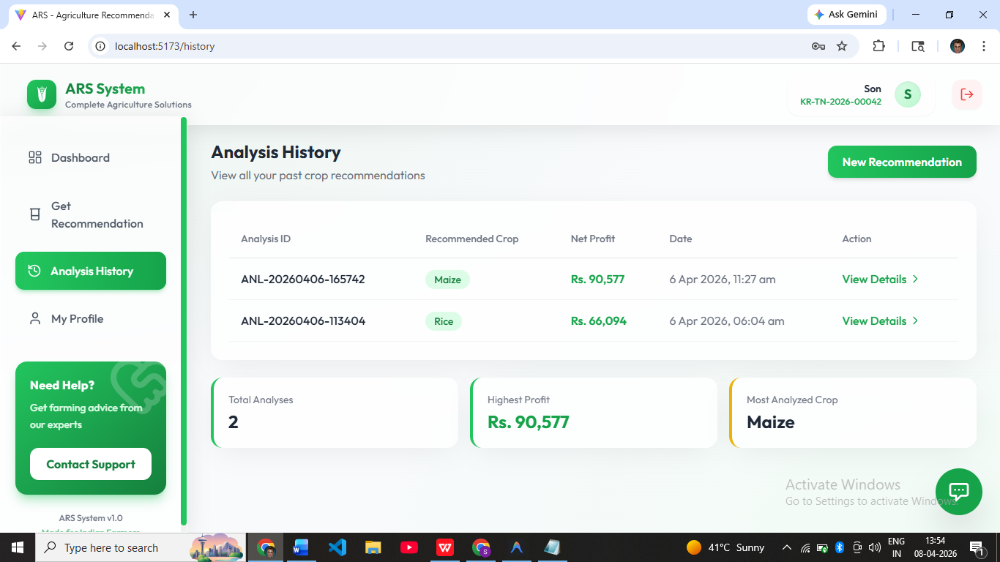 ARS - Agriculture Recommenda
Ask Gemini
localhost:5173/history
ARS System
Complete Agriculture Solutions
Son
KR-TN-2026-00042
S
Dashboard
Get
Recommendation
Analysis History
My Profile
Need Help?
Get farming advice from
our experts
Contact Support
ARS System v1.0
Made for Indian Farmers
Analysis History
View all your past crop recommendations
New Recommendation
Analysis ID Recommended Crop Net Profit Date Action
ANL-20260406-165742 Maize Rs. 90,577 6 Apr 2026, 11:27 am View Details
ANL-20260406-113404 Rice Rs. 66,094 6 Apr 2026, 06:04 am View Details
Total Analyses
2
Highest Profit
Rs. 90,577
Most Analyzed Crop
Maize
Activate Windows
Go to Settings to activate Windows.
Type here to search
41°C Sunny
ENG
IN
13:54
08-04-2026
1